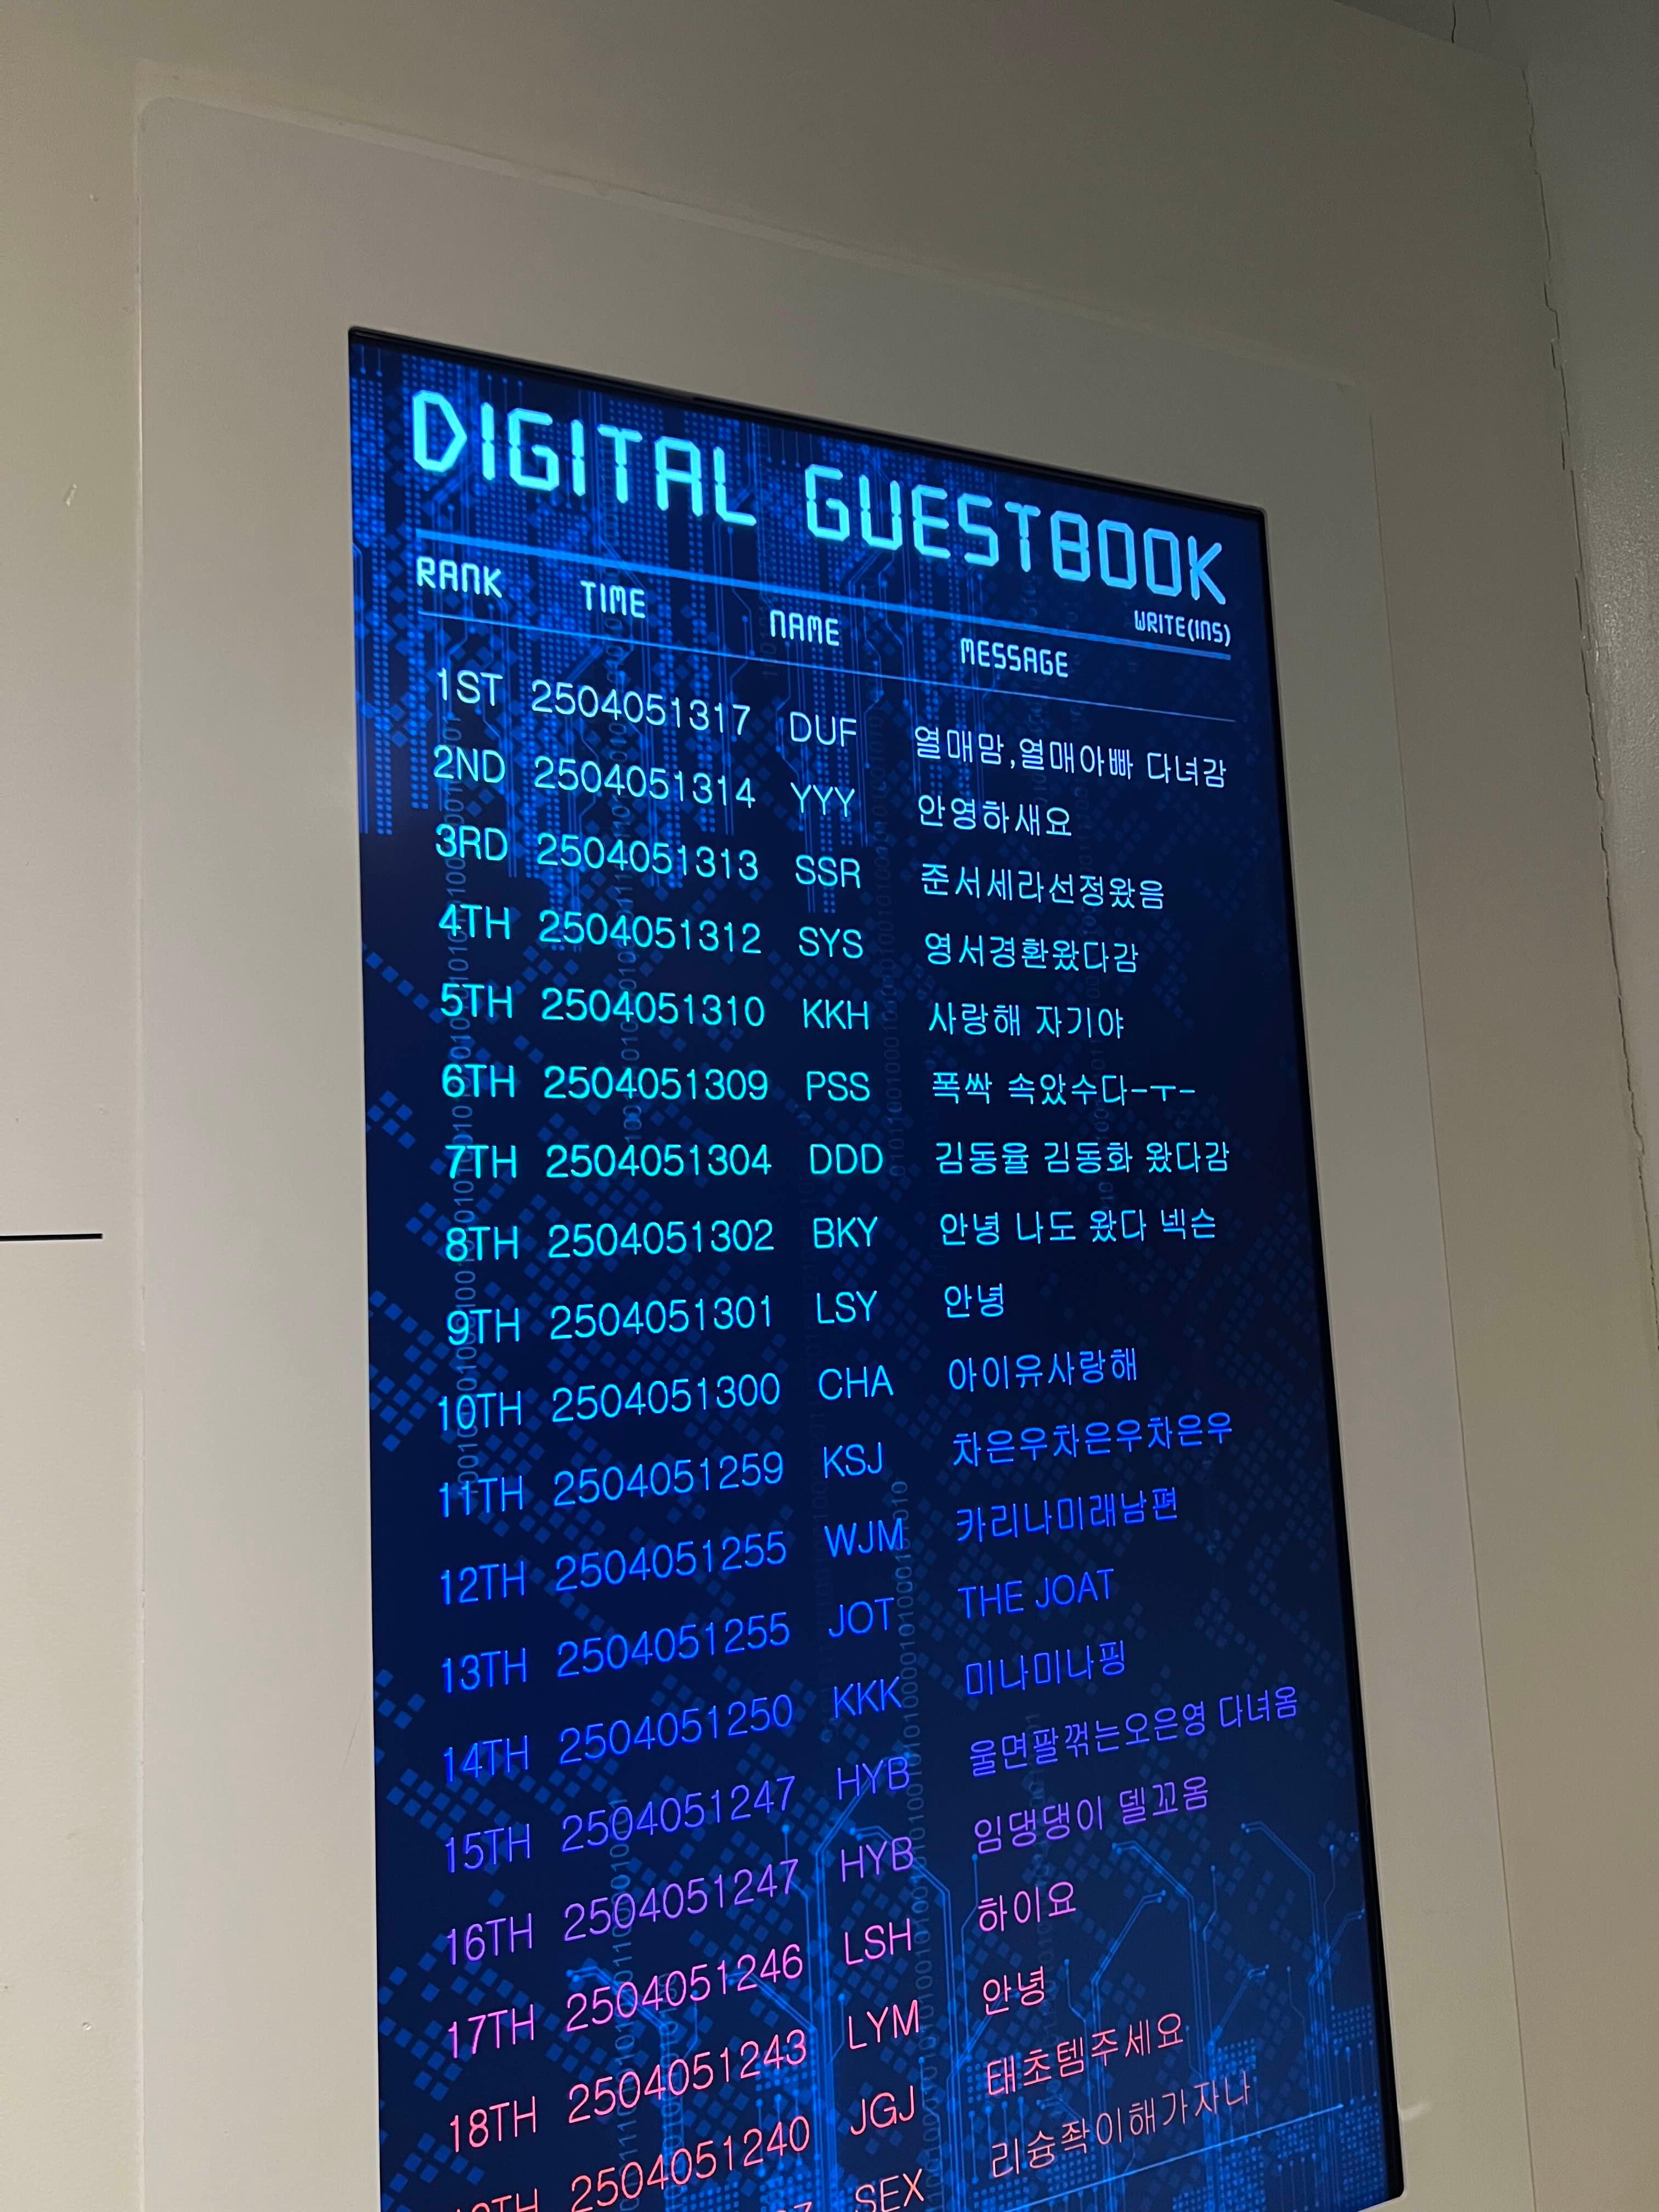 DIGITAL GUESTBOOK
WRITE(INS)
RANK TIME NAME MESSAGE
1ST 2504051317 DUF 열매맘,열매아빠 다녀감
2ND 2504051314 YYY 안영하새요
3RD 2504051313 SSR 준서세라선정왔음
4TH 2504051312 SYS 영서경환왔다감
5TH 2504051310 KKH 사랑해 자기야
6TH 2504051309 PSS 폭싹 속았수다-ㅜ-
7TH 2504051304 DDD 김동율 김동화 왔다감
8TH 2504051302 BKY 안녕 나도 왔다 넥슨
9TH 2504051301 LSY 안녕
10TH 2504051300 CHA 아이유사랑해
11TH 2504051259 KSJ 차은우차은우차은우
12TH 2504051255 WJM 카리나미래남편
13TH 2504051255 JOT THE JOAT
14TH 2504051250 KKK 미나미나핑
15TH 2504051247 HYB 울면팔꺾는오은영 다녀옴
16TH 2504051247 HYB 임댕댕이 델꼬옴
17TH 2504051246 LSH 하이요
18TH 2504051243 LYM 안녕
2504051240 JGJ 태초템주세요
SEX 리슝좍이해가자나